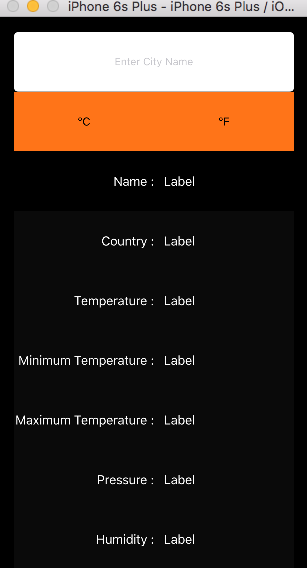 iPhone 6s Plus - iPhone 6s Plus / iO...
Enter City Name
°C °F
Name : Label
Country : Label
Temperature : Label
Minimum Temperature : Label
Maximum Temperature : Label
Pressure : Label
Humidity : Label